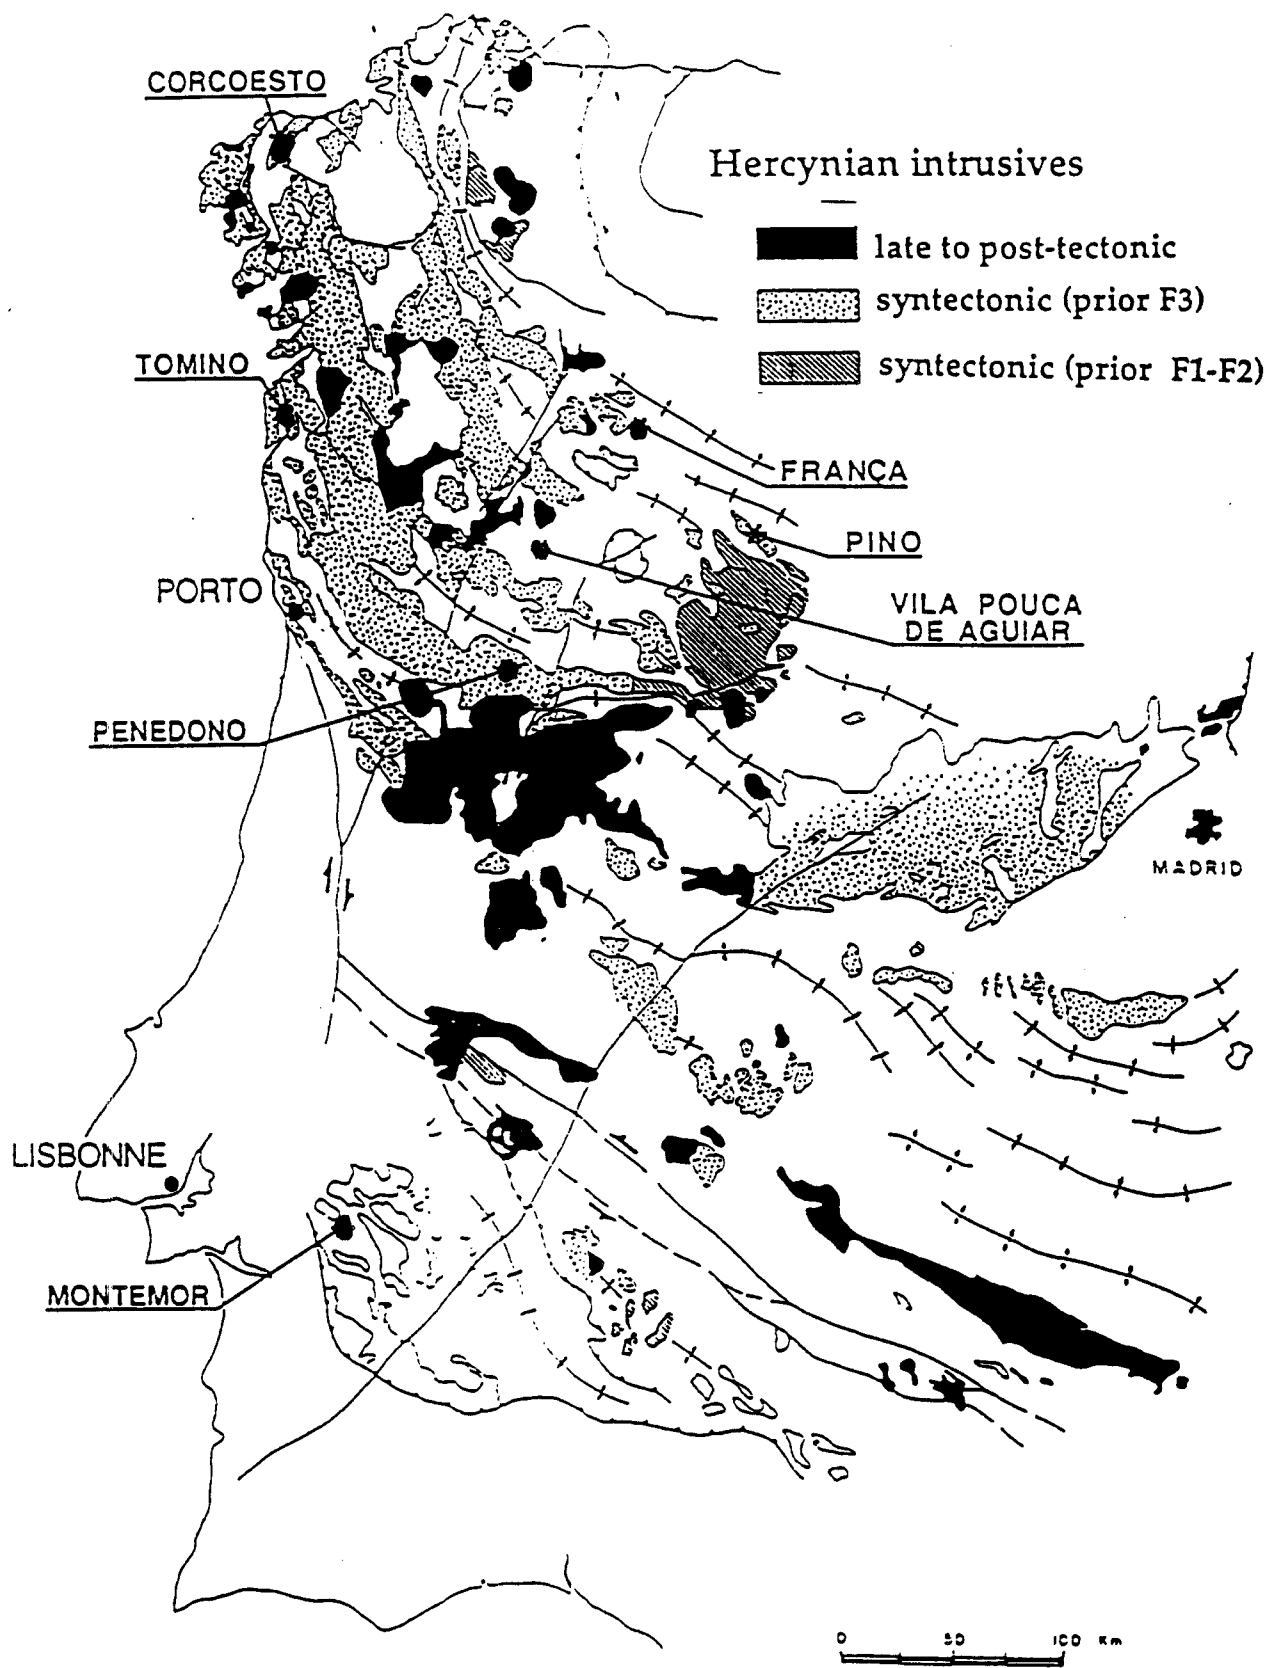 CORCOESTO
Hercynian intrusives
late to post-tectonic
syntectonic (prior F3)
syntectonic (prior F1-F2)
TOMINO
FRANÇA
PINO
PORTO
VILA POUCA
DE AGUIAR
PENEDONO
MADRID
LISBONNE
MONTEMOR
0 50 100 Km